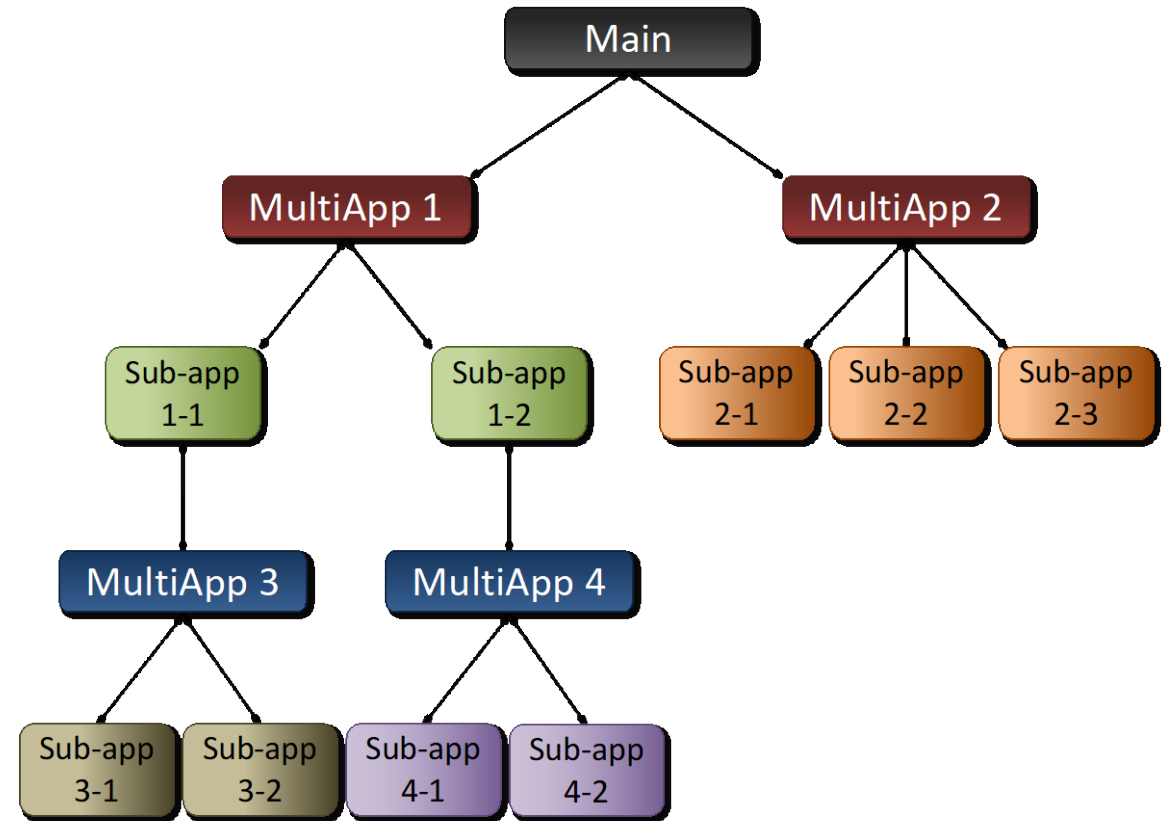 Main
MultiApp 1
MultiApp 2
Sub-app
1-1
Sub-app
1-2
Sub-app
2-1
Sub-app
2-2
Sub-app
2-3
MultiApp 3
MultiApp 4
Sub-app
3-1
Sub-app
3-2
Sub-app
4-1
Sub-app
4-2